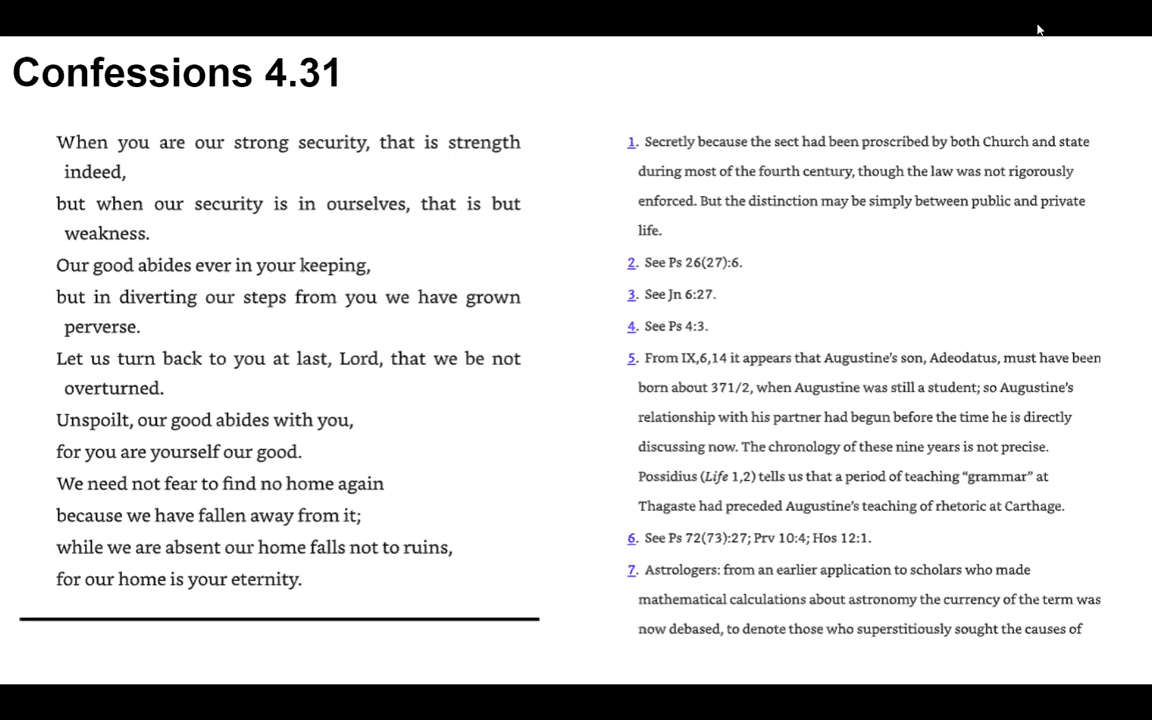 Confessions 4.31
When you are our strong security, that is strength
indeed,
but when our security is in ourselves, that is but
weakness.
Our good abides ever in your keeping,
but in diverting our steps from you we have grown
perverse.
Let us turn back to you at last, Lord, that we be not
overturned.
Unspoilt, our good abides with you,
for you are yourself our good.
We need not fear to find no home again
because we have fallen away from it;
while we are absent our home falls not to ruins,
for our home is your eternity.
1. Secretly because the sect had been proscribed by both Church and state
during most of the fourth century, though the law was not rigorously
enforced. But the distinction may be simply between public and private
life.
2. See Ps 26(27):6.
3. See Jn 6:27.
4. See Ps 4:3.
5. From IX,6,14 it appears that Augustine’s son, Adeodatus, must have been
born about 371/2, when Augustine was still a student; so Augustine’s
relationship with his partner had begun before the time he is directly
discussing now. The chronology of these nine years is not precise.
Possidius (Life 1,2) tells us that a period of teaching “grammar” at
Thagaste had preceded Augustine’s teaching of rhetoric at Carthage.
6. See Ps 72(73):27; Prv 10:4; Hos 12:1.
7. Astrologers: from an earlier application to scholars who made
mathematical calculations about astronomy the currency of the term was
now debased, to denote those who superstitiously sought the causes of